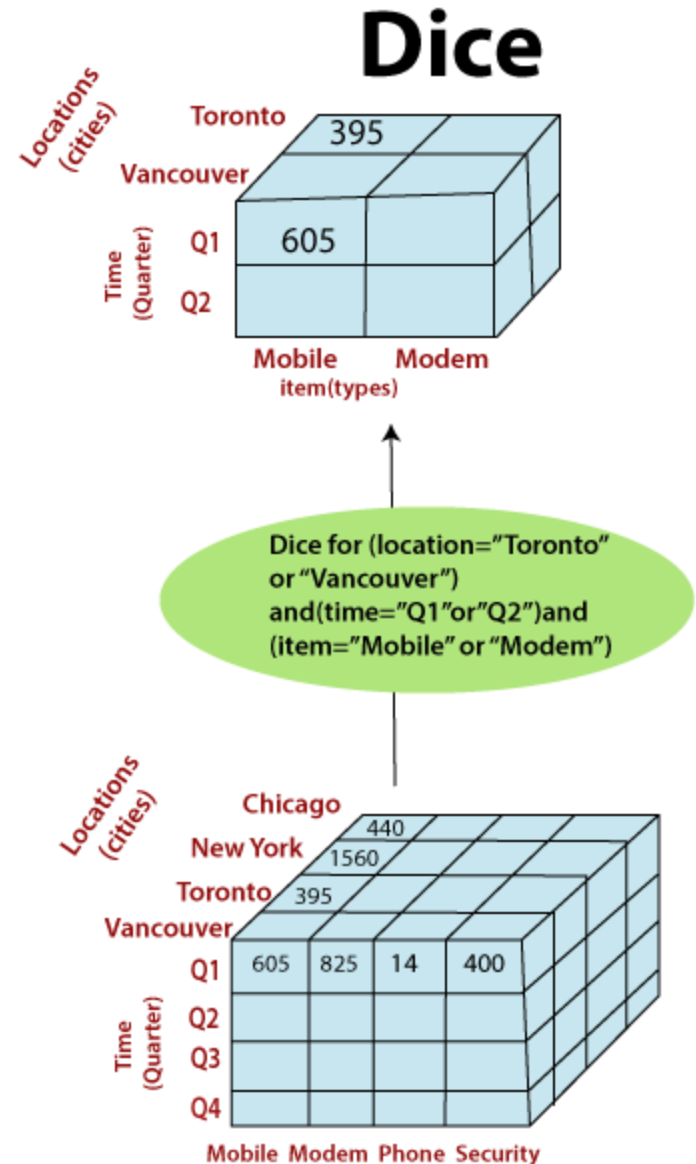 Dice
Locations
(cities)
Toronto
395
Vancouver
Time
(Quarter)
Q1
605
Q2
Mobile Modem
item(types)
Dice for (location="Toronto"
or "Vancouver")
and(time="Q1"or"Q2")and
(item="Mobile" or "Modem")
Locations
(cities)
Chicago
440
New York
1560
Toronto
395
Vancouver
Time
(Quarter)
Q1
605 825 14 400
Q2
Q3
Q4
Mobile Modem Phone Security